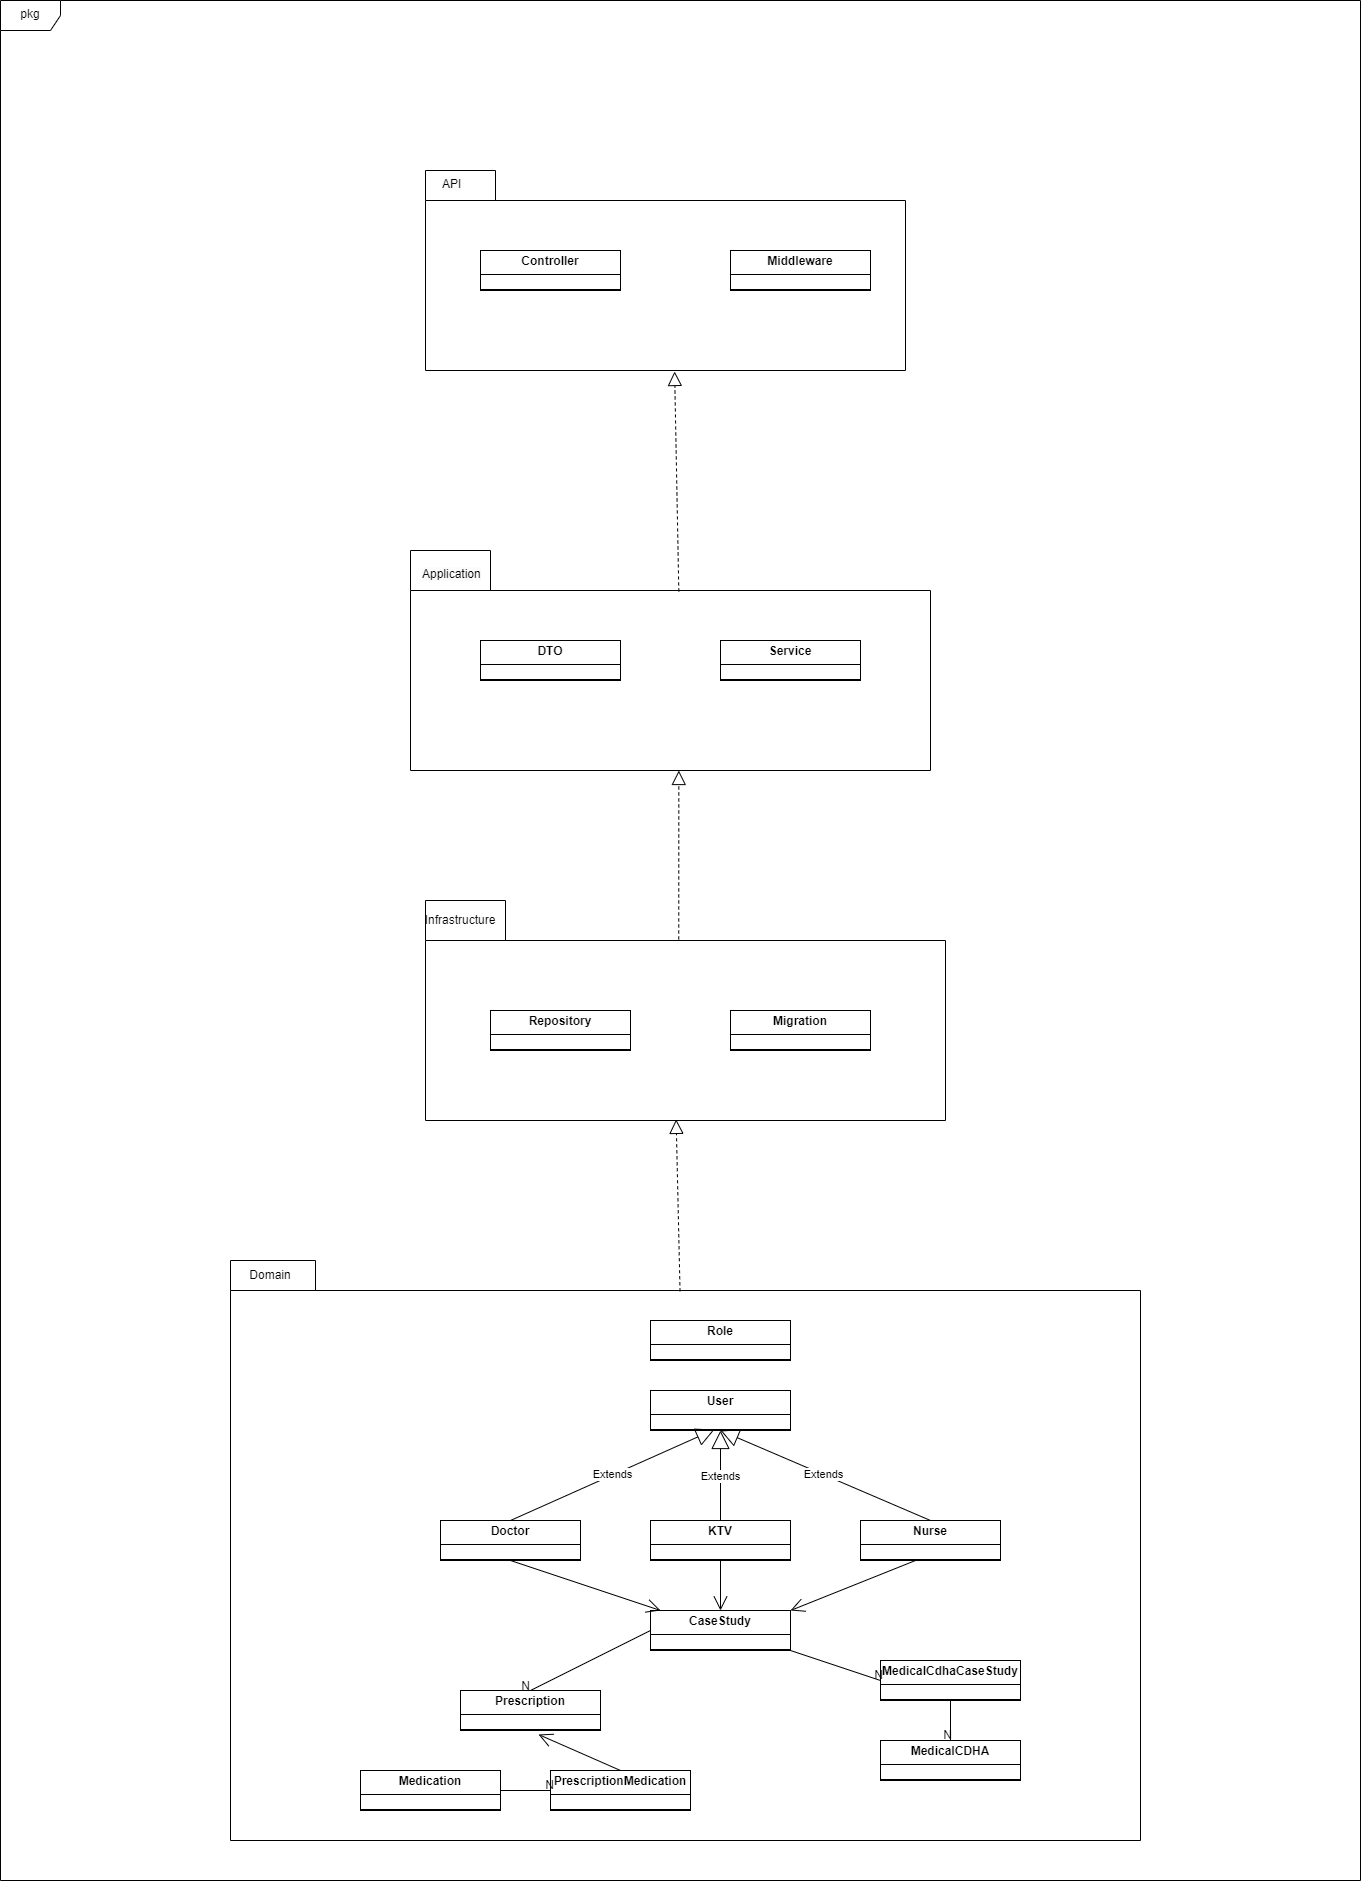 pkg
API
Controller
Middleware
Application
DTO
Service
Infrastructure
Repository
Migration
Domain
Role
User
Extends
Extends
Extends
Doctor
KTV
Nurse
CaseStudy
N
MedicalCdhaCaseStudy
N
Prescription
N
MedicalCDHA
Medication
N
PrescriptionMedication